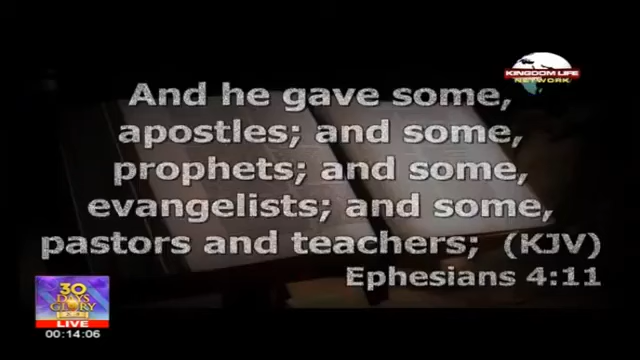 KINGDOM LIFE
NETWORK
And he gave some,
apostles; and some,
prophets; and some,
evangelists; and some,
pastors and teachers; (KJV)
Ephesians 4:11
30
DAYS
GLORY
LIVE
00:14:06